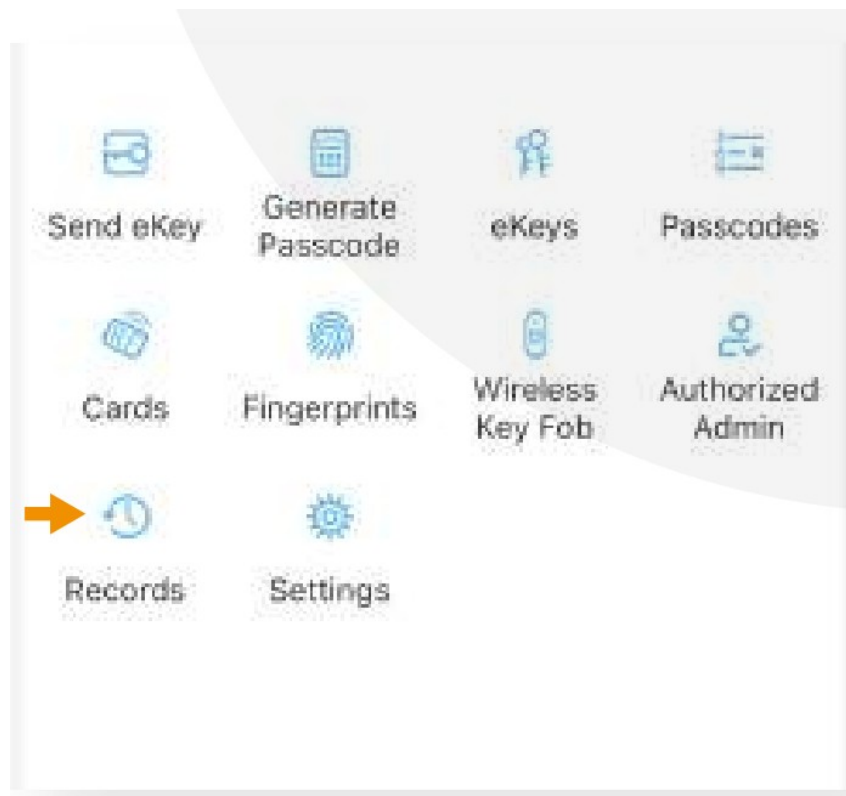 Send eKey
Generate
Passcode
eKeys
Passcodes
Cards
Fingerprints
Wireless
Key Fob
Authorized
Admin
Records
Settings